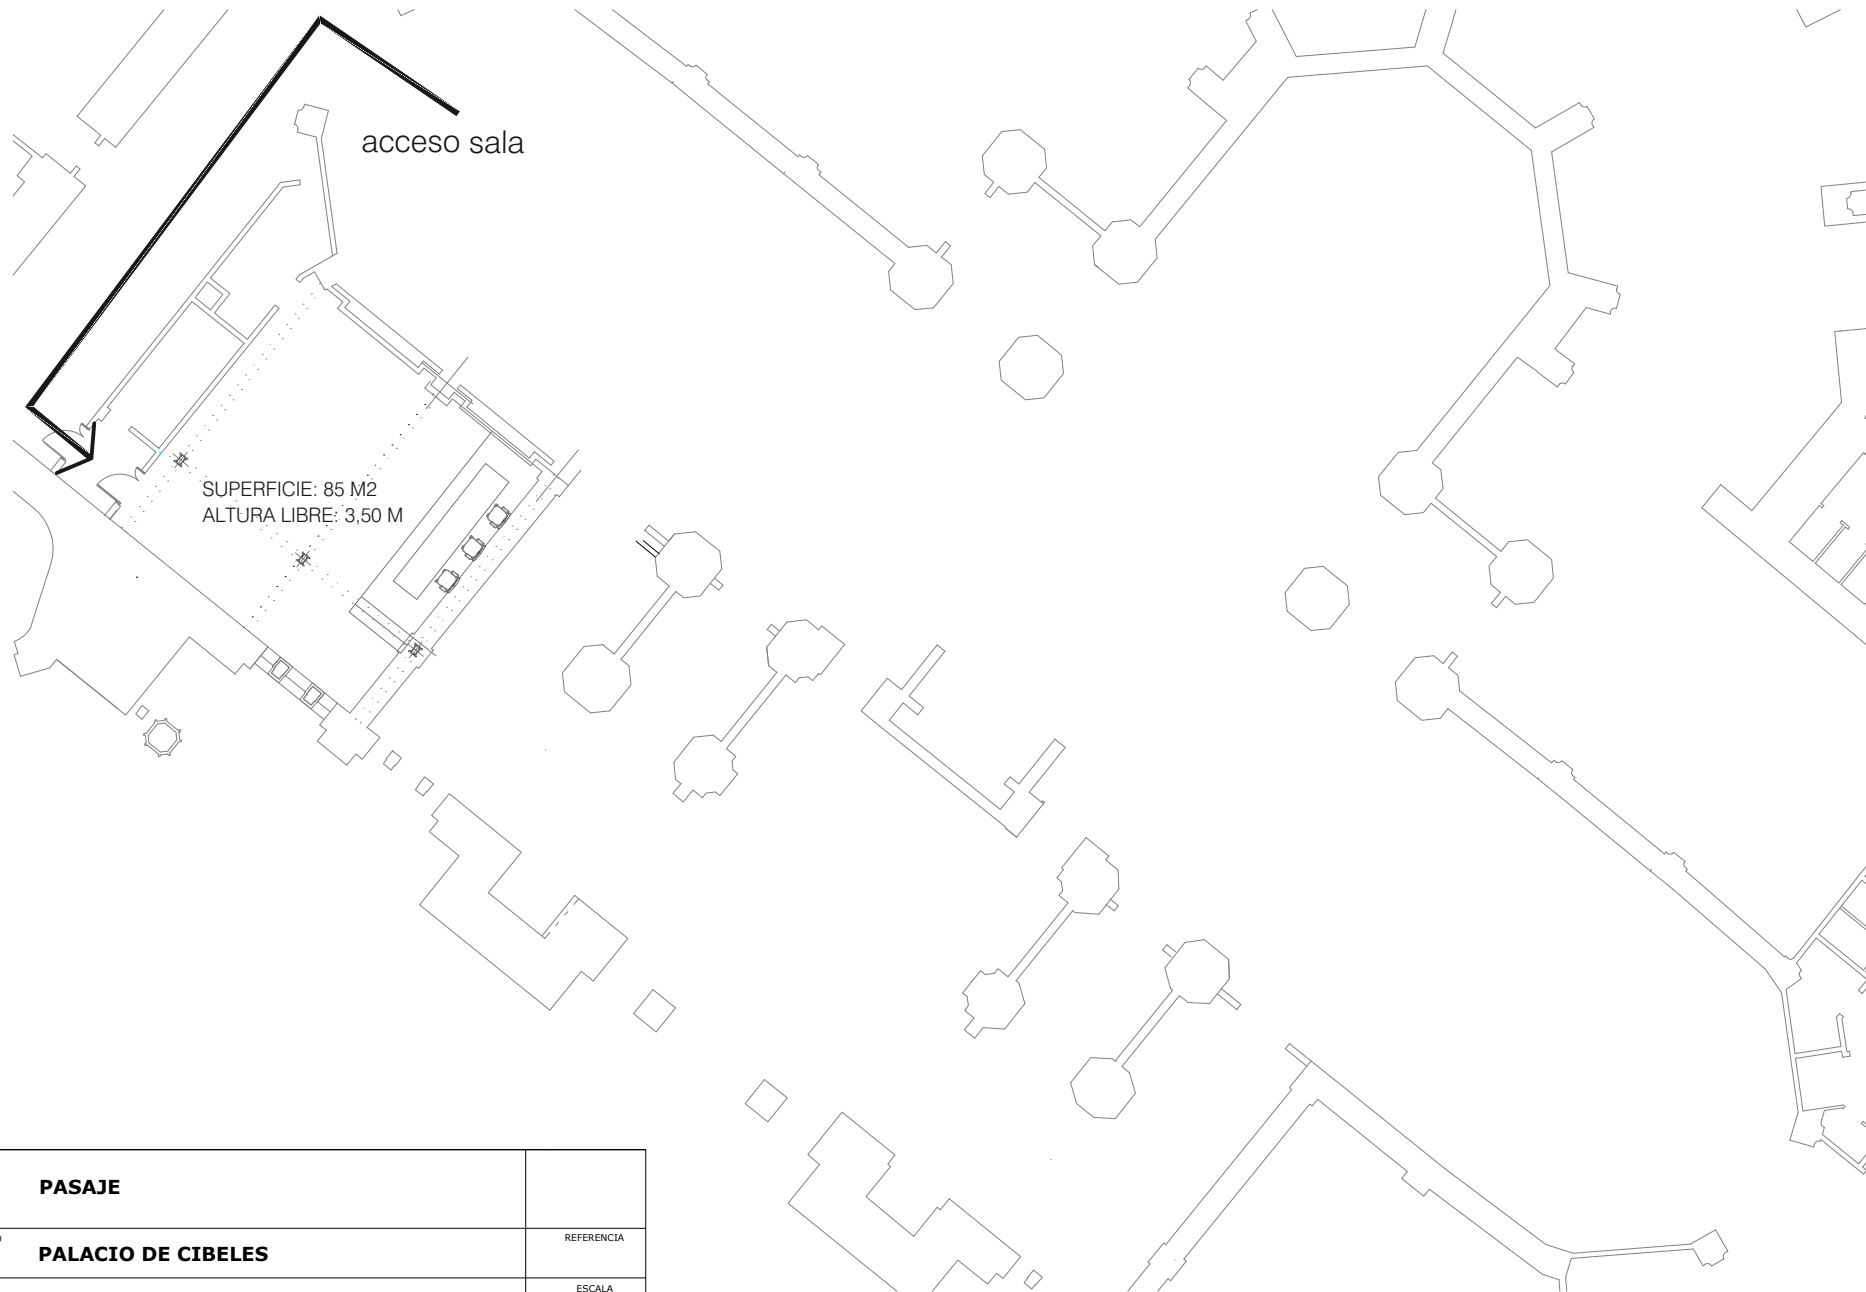 acceso sala
SUPERFICIE: 85 M2
ALTURA LIBRE: 3,50 M
PASAJE
REFERENCIA
PALACIO DE CIBELES
ESCALA